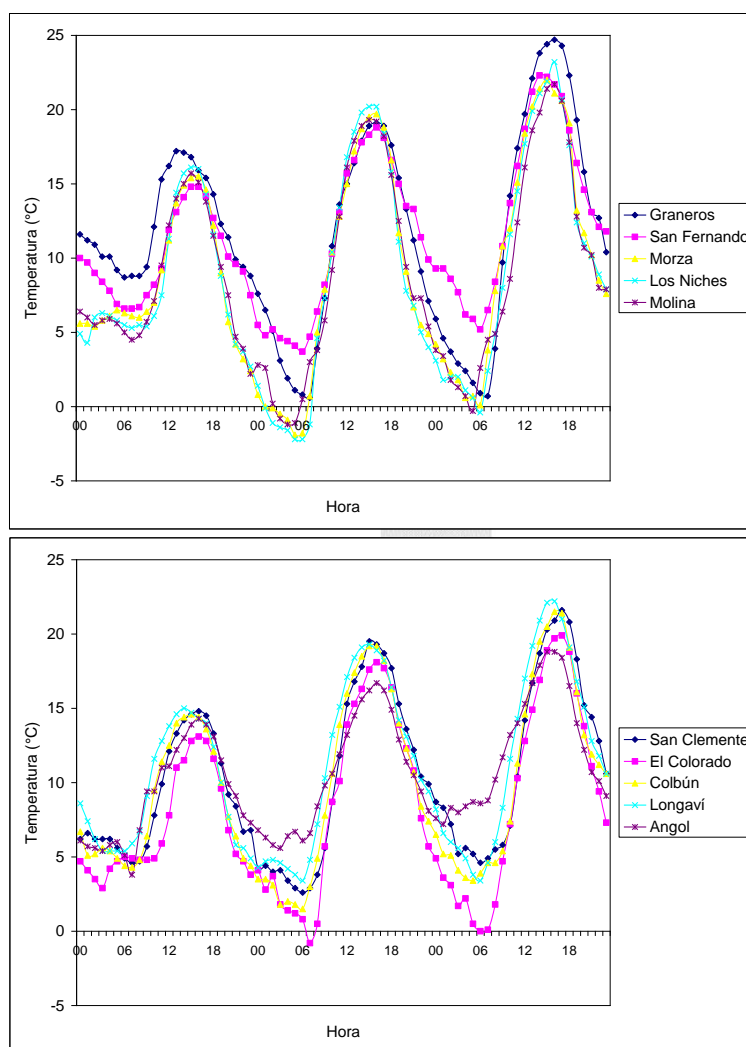 25
20
15
10
5
0
-5
Temperatura (°C)
00 06 12 18 00 06 12 18 00 06 12 18
Hora
Graneros
San Fernando
Morza
Los Niches
Molina
25
20
15
10
5
0
-5
Temperatura (°C)
00 06 12 18 00 06 12 18 00 06 12 18
Hora
San Clemente
El Colorado
Colbún
Longaví
Angol